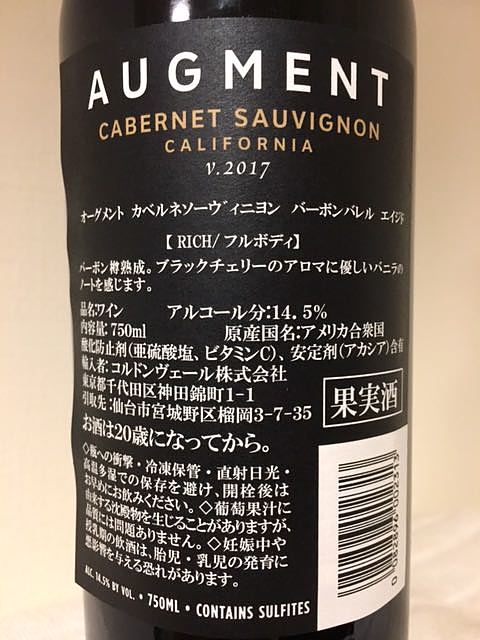 AUGMENT
CABERNET SAUVIGNON
CALIFORNIA
v.2017
オーグメント カベルネソーヴィニヨン バーボンバレル エイジド
【RICH/フルボディ】
バーボン樽熟成。ブラックチェリーのアロマに優しいバニラの
ノートを感じます。
品名:ワイン アルコール分:14.5%
内容量:750ml 原産国名:アメリカ合衆国
酸化防止剤(亜硫酸塩、ビタミンC)、安定剤(アカシア)含有
輸入者:コルドンヴェール株式会社
東京都千代田区神田錦町1-1
引取先:仙台市宮城野区榴岡3-7-35
果実酒
お酒は20歳になってから。
◇瓶への衝撃・冷凍保管・直射日光・
高温多湿での保存を避け、開栓後は
お早めにお飲みください。◇葡萄果汁に
由来する沈殿物を生じることがありますが、
品質には問題ありません。◇妊娠中や
授乳期の飲酒は、胎児・乳児の発育に
悪影響を与える恐れがあります。
ALC. 14.5% BY VOL. • 750ML • CONTAINS SULFITES